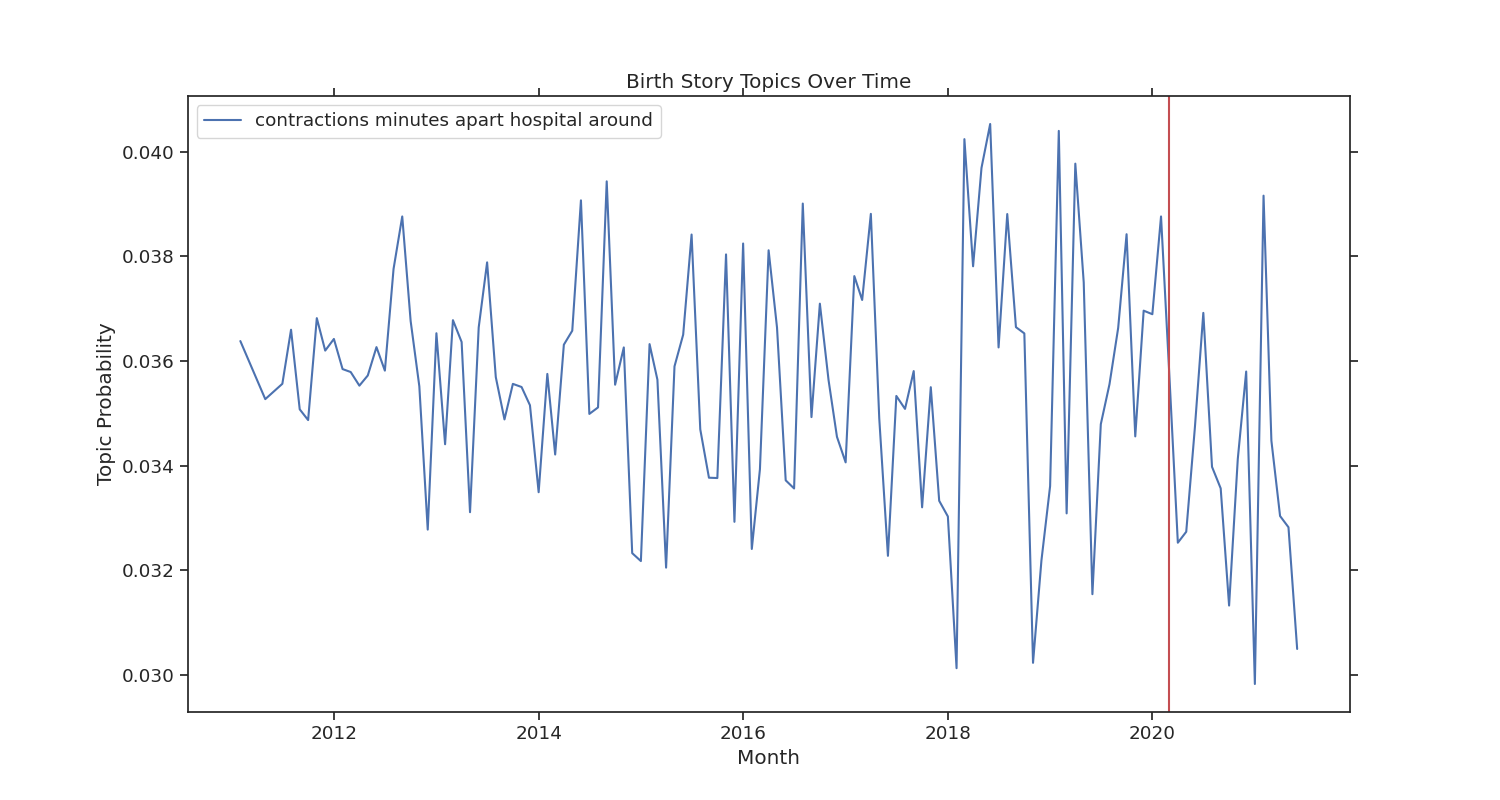 Birth Story Topics Over Time
contractions minutes apart hospital around
Topic Probability
0.040
0.038
0.036
0.034
0.032
0.030
2012 2014 2016 2018 2020
Month